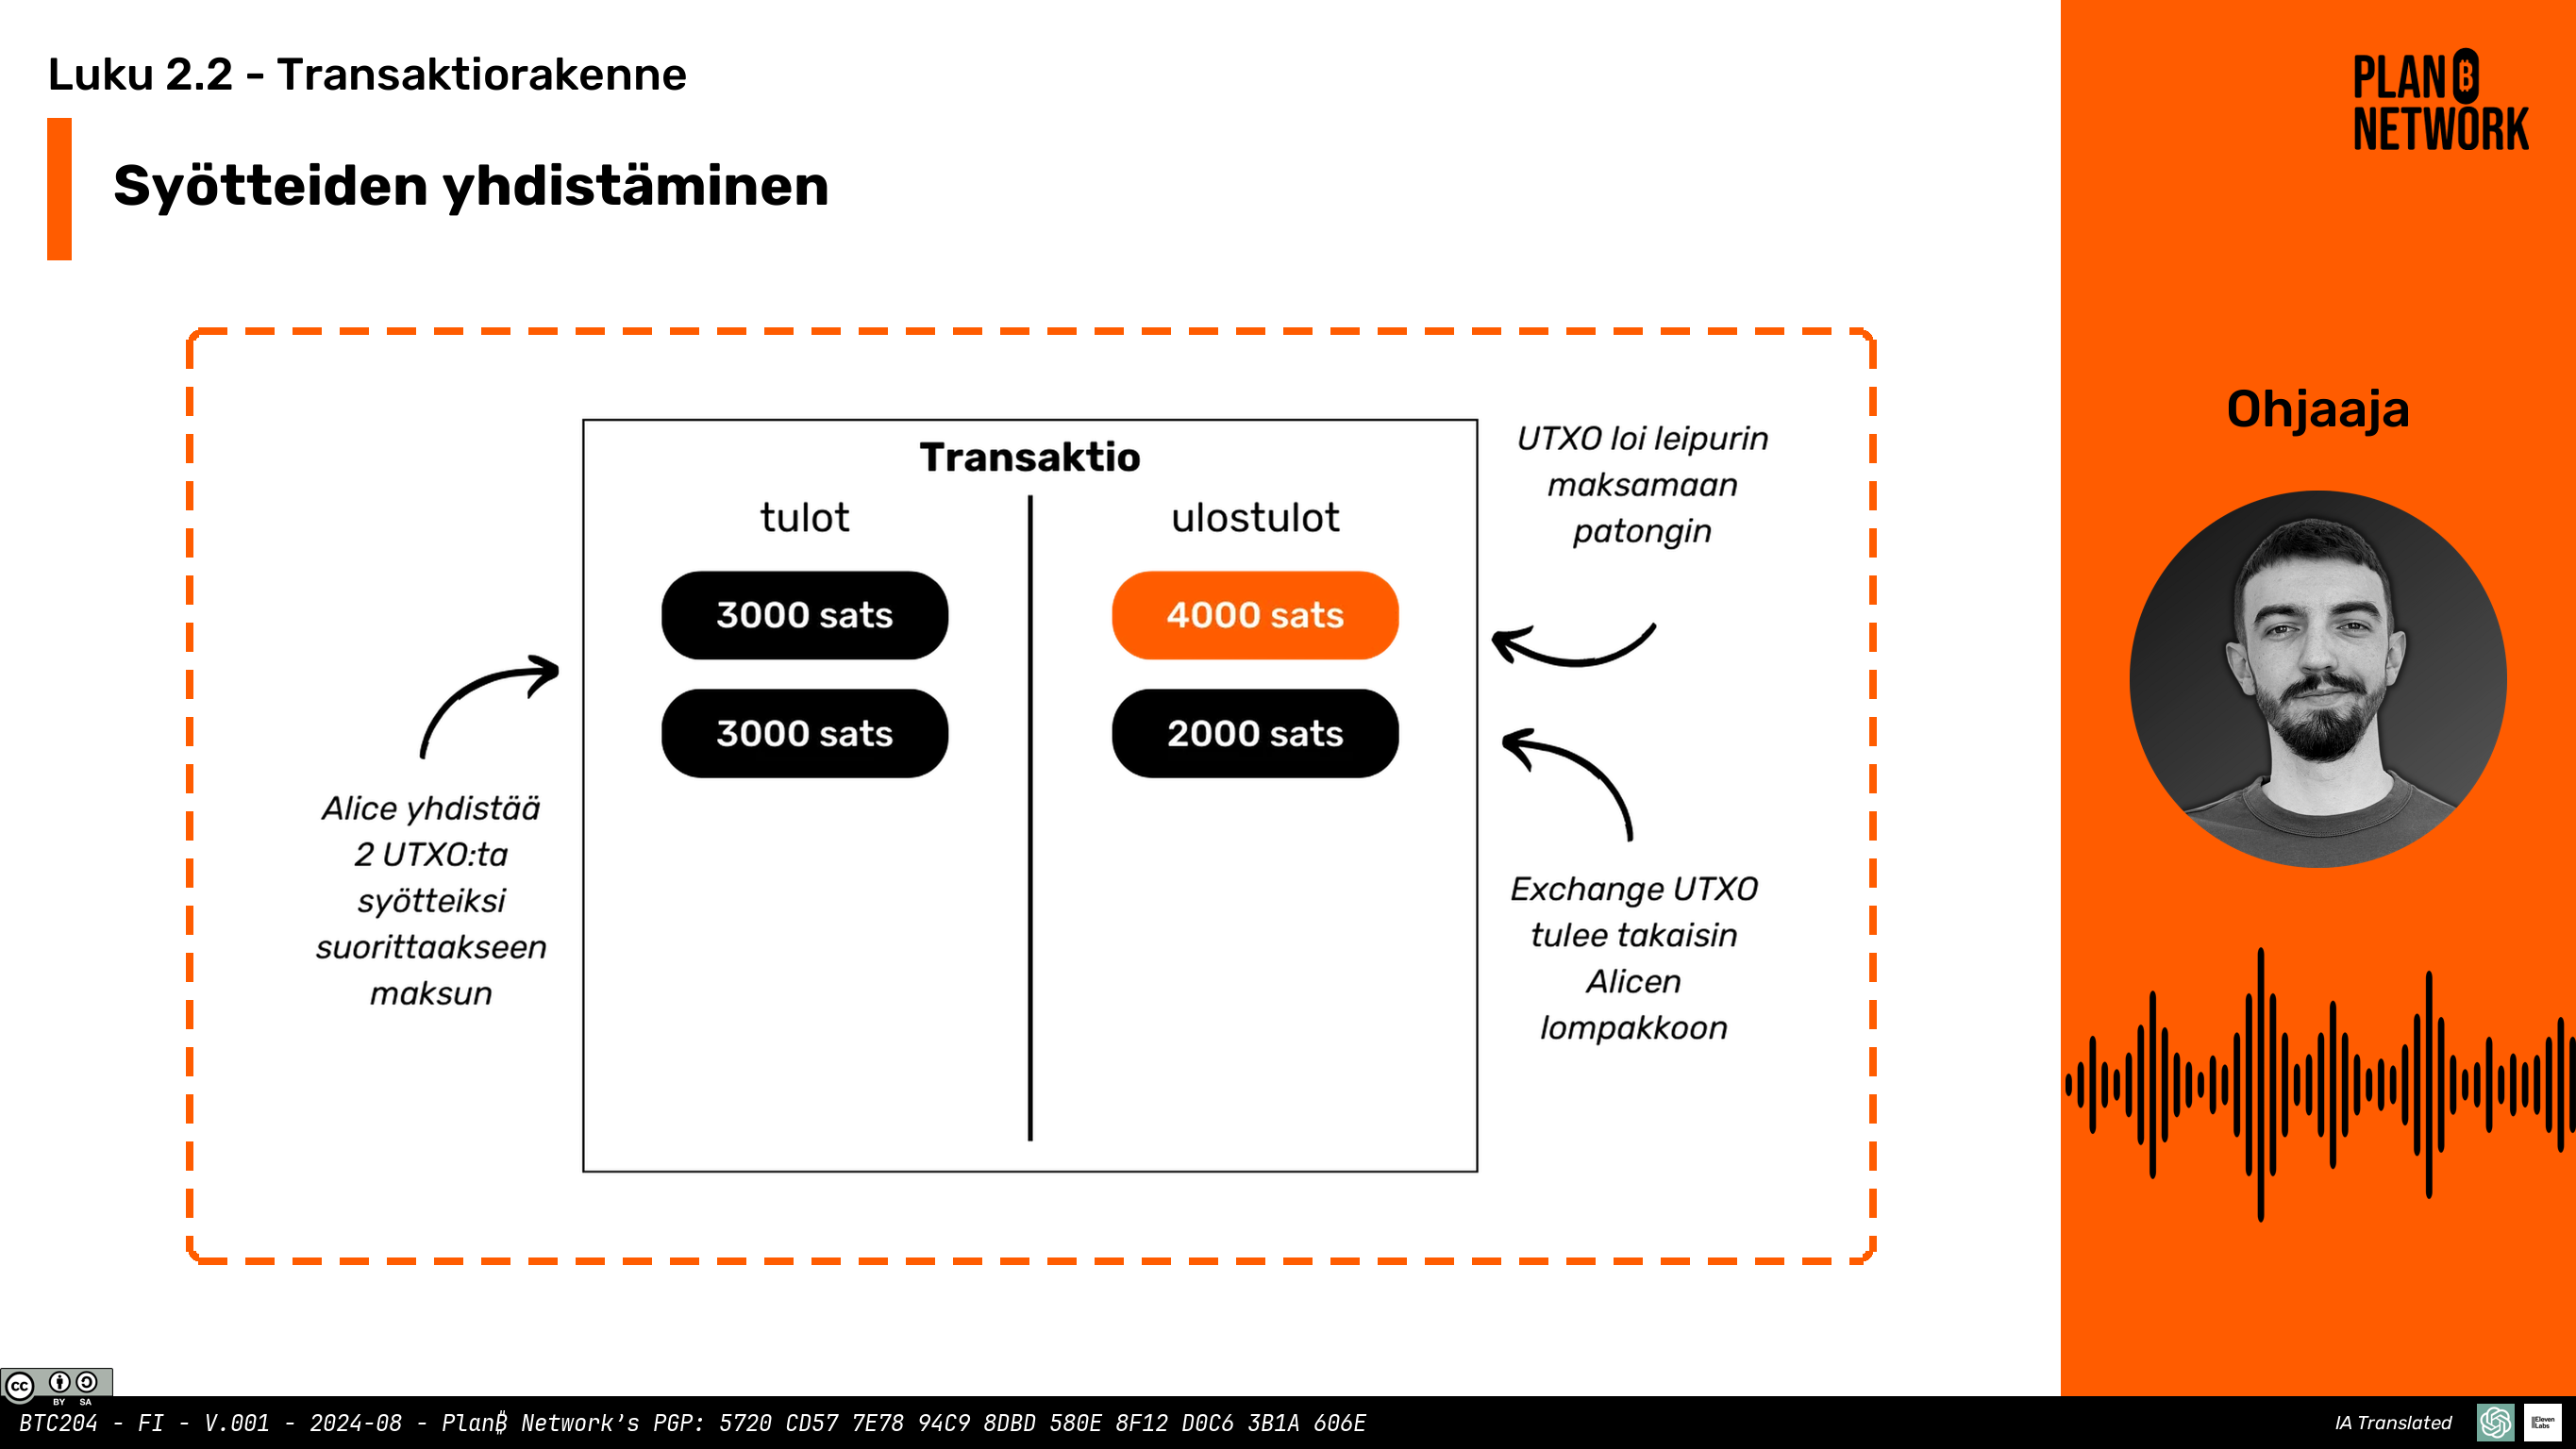 Luku 2.2 - Transaktiorakenne
PLAN ₿
NETWORK
Syötteiden yhdistäminen
Ohjaaja
Transaktio
tulot
ulostulot
3000 sats
4000 sats
3000 sats
2000 sats
UTXO loi leipurin
maksamaan
patongin
Alice yhdistää
2 UTXO:ta
syötteiksi
suorittaakseen
maksun
Exchange UTXO
tulee takaisin
Alicen
lompakkoon
cc
BY SA
BTC204 - FI - V.001 - 2024-08 - Plan₿ Network's PGP: 5720 CD57 7E78 94C9 8DBD 580E 8F12 D0C6 3B1A 606E
IA Translated
ElevenLabs